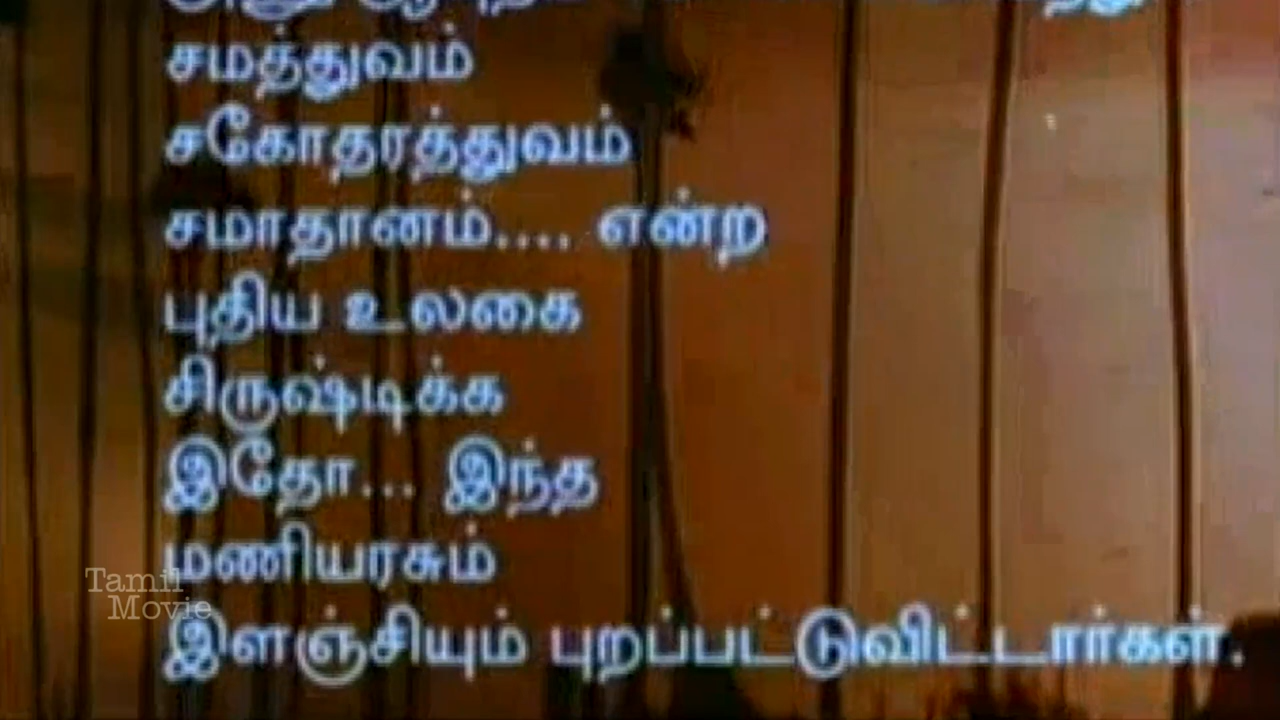 சமத்துவம்
சகோதரத்துவம்
சமாதானம்.... என்ற
புதிய உலகை
சிருஷ்டிக்க
இதோ... இந்த
மணியரசும்
இளஞ்சியும் புறப்பட்டுவிட்டார்கள்.
Tamil
Movie